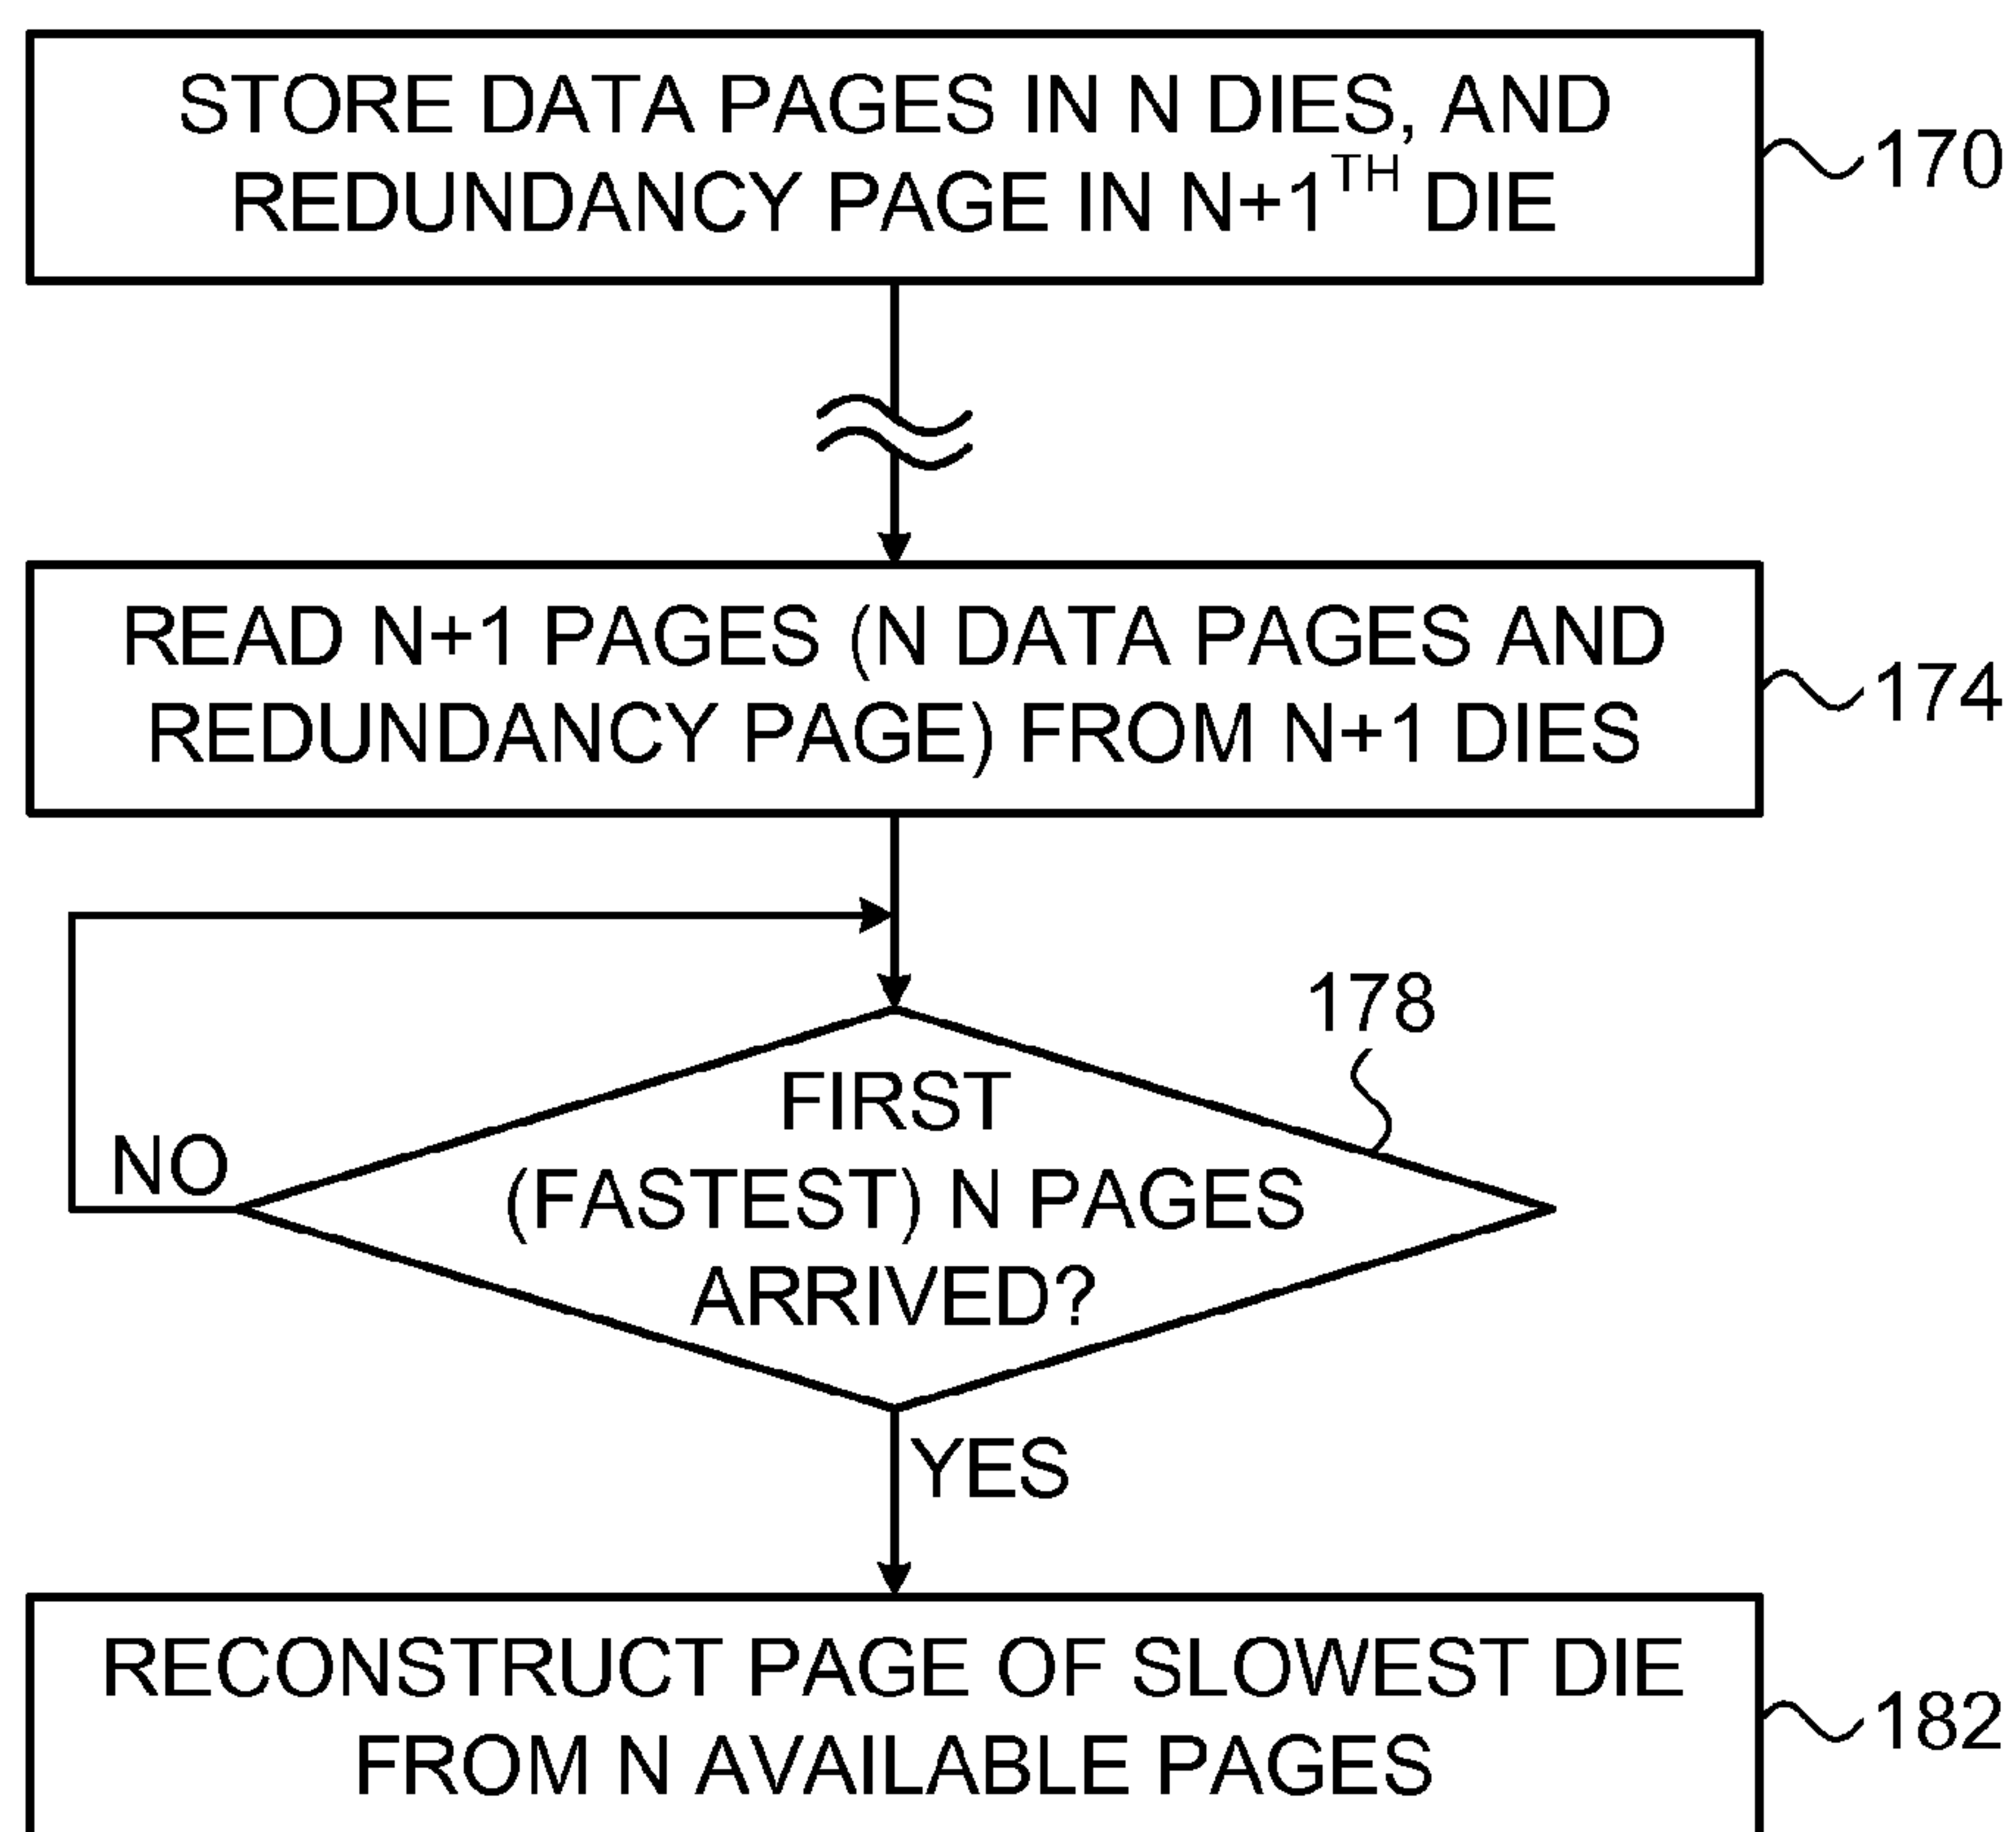 STORE DATA PAGES IN N DIES, AND
REDUNDANCY PAGE IN N+1TH DIE
170
READ N+1 PAGES (N DATA PAGES AND
REDUNDANCY PAGE) FROM N+1 DIES
174
178
FIRST
(FASTEST) N PAGES
ARRIVED?
NO
YES
RECONSTRUCT PAGE OF SLOWEST DIE
FROM N AVAILABLE PAGES
182